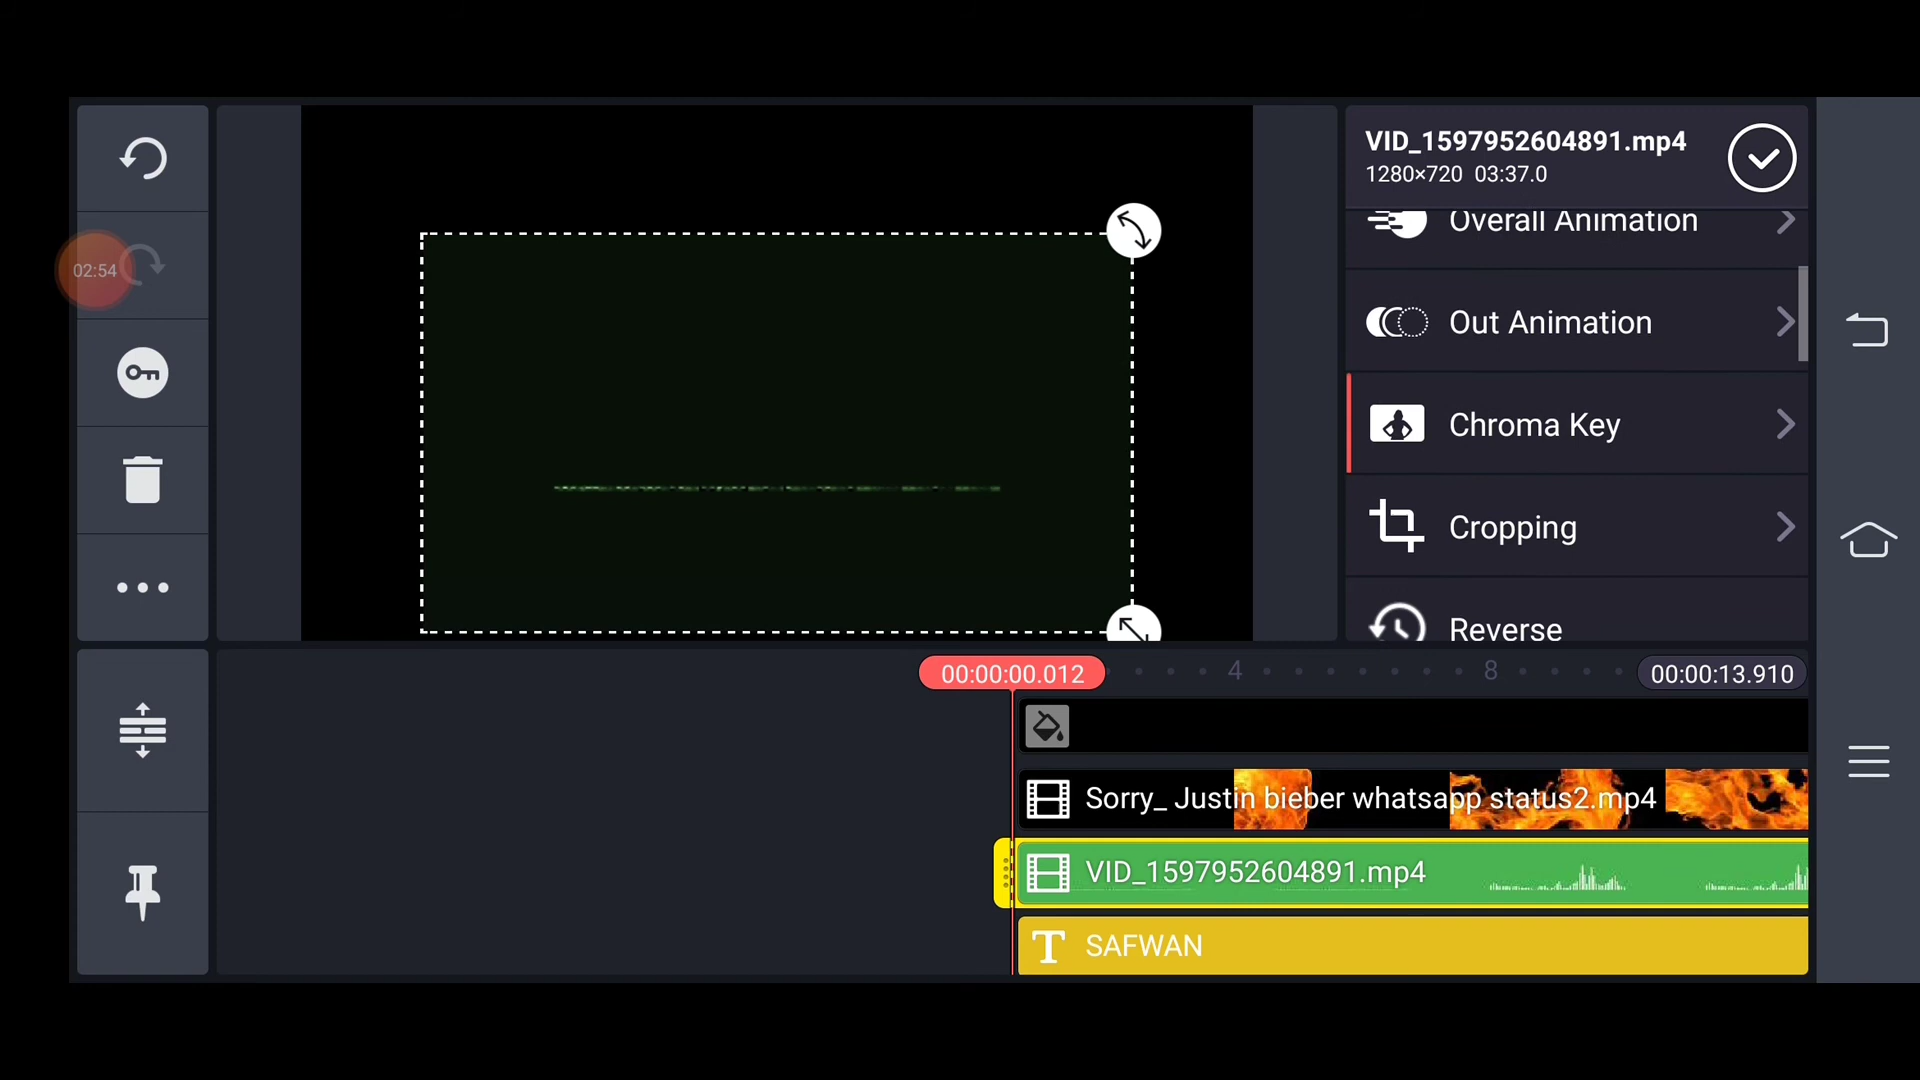 VID_1597952604891.mp4
1280×720 03:37.0
Overall Animation
02:54
Out Animation
Chroma Key
Cropping
Reverse
00:00:00.012
4
8
00:00:13.910
Sorry_ Justin bieber whatsapp status2.mp4
VID_1597952604891.mp4
T SAFWAN